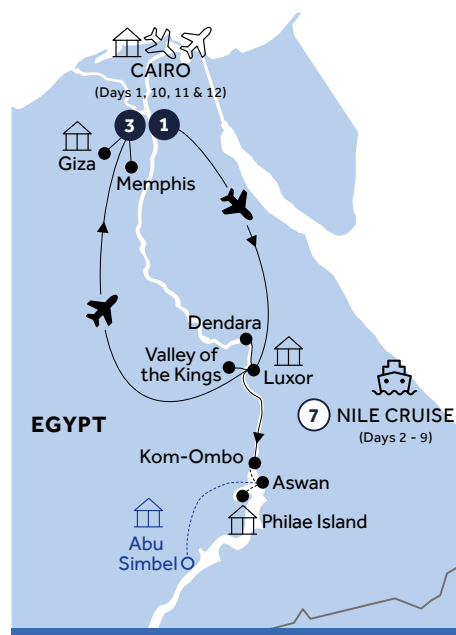 CAIRO
(Days 1, 10, 11 & 12)
3
1
Giza
Memphis
Dendara
Valley of
the Kings
Luxor
7
NILE CRUISE
(Days 2 - 9)
EGYPT
Kom-Ombo
Aswan
Philae Island
Abu
Simbel